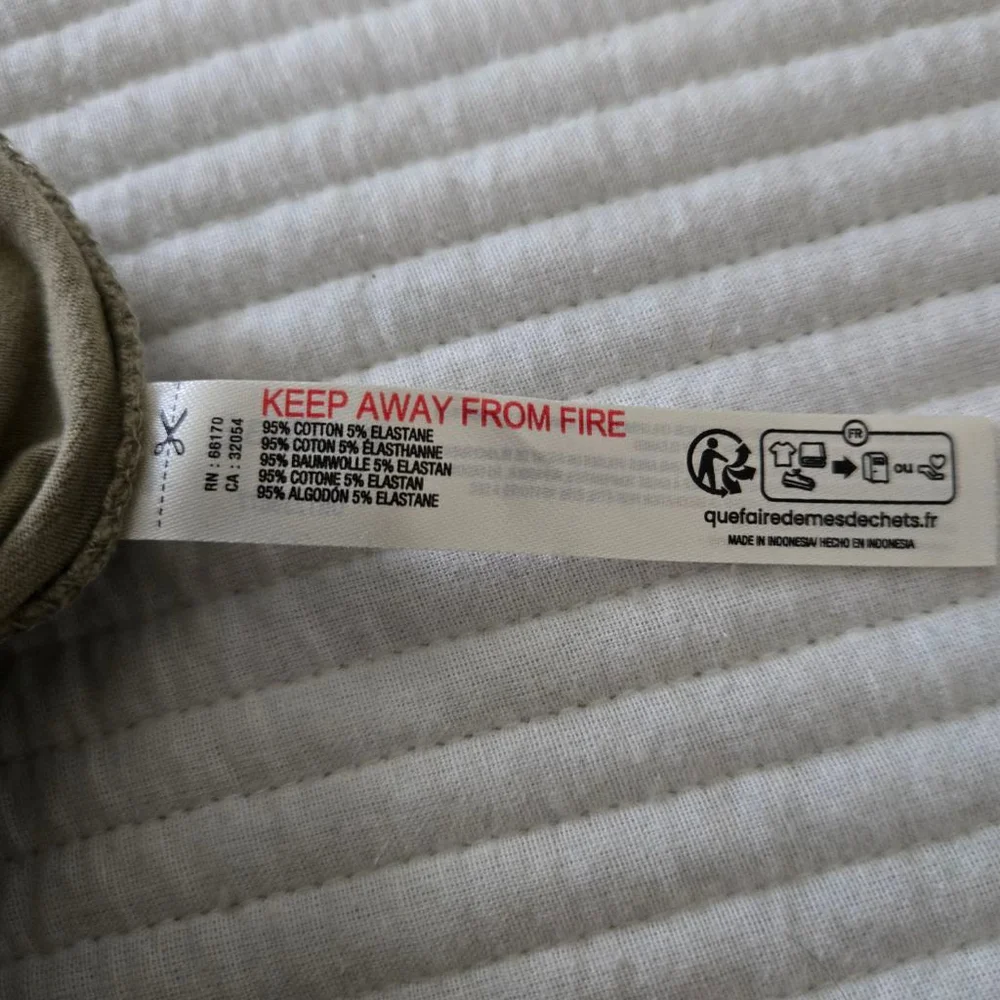 RN : 66170
CA : 32054
KEEP AWAY FROM FIRE
95% COTTON 5% ELASTANE
95% COTON 5% ÉLASTHANNE
95% BAUMWOLLE 5% ELASTAN
95% COTONE 5% ELASTAN
95% ALGODÓN 5% ELASTANE
FR
ou
quefairedemesdechets.fr
MADE IN INDONESIA/ HECHO EN INDONESIA